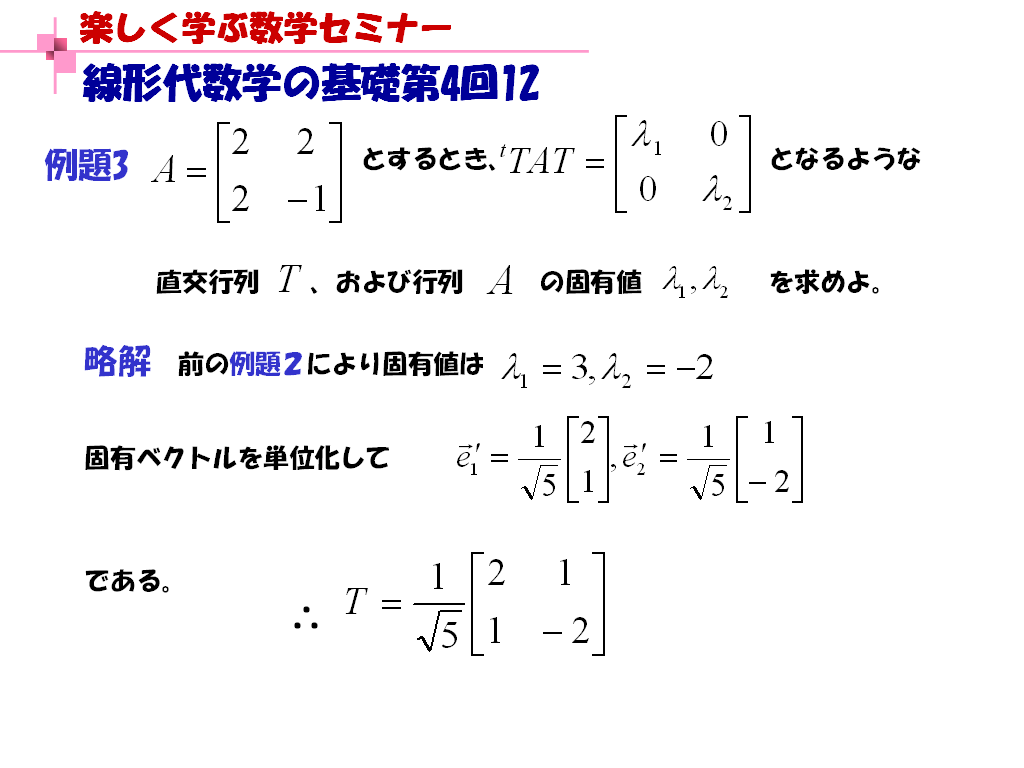 楽しく学ぶ数学セミナー
線形代数学の基礎第4回12
例題3 A = [2 2; 2 −1] とするとき、 ᵗTAT = [λ₁ 0; 0 λ₂] となるような
直交行列 T 、および行列 A の固有値 λ₁, λ₂ を求めよ。
略解 前の例題２により固有値は λ₁ = 3, λ₂ = −2
固有ベクトルを単位化して e⃗₁′ = 1/√5 [2; 1], e⃗₂′ = 1/√5 [1; −2]
である。
∴ T = 1/√5 [2 1; 1 −2]